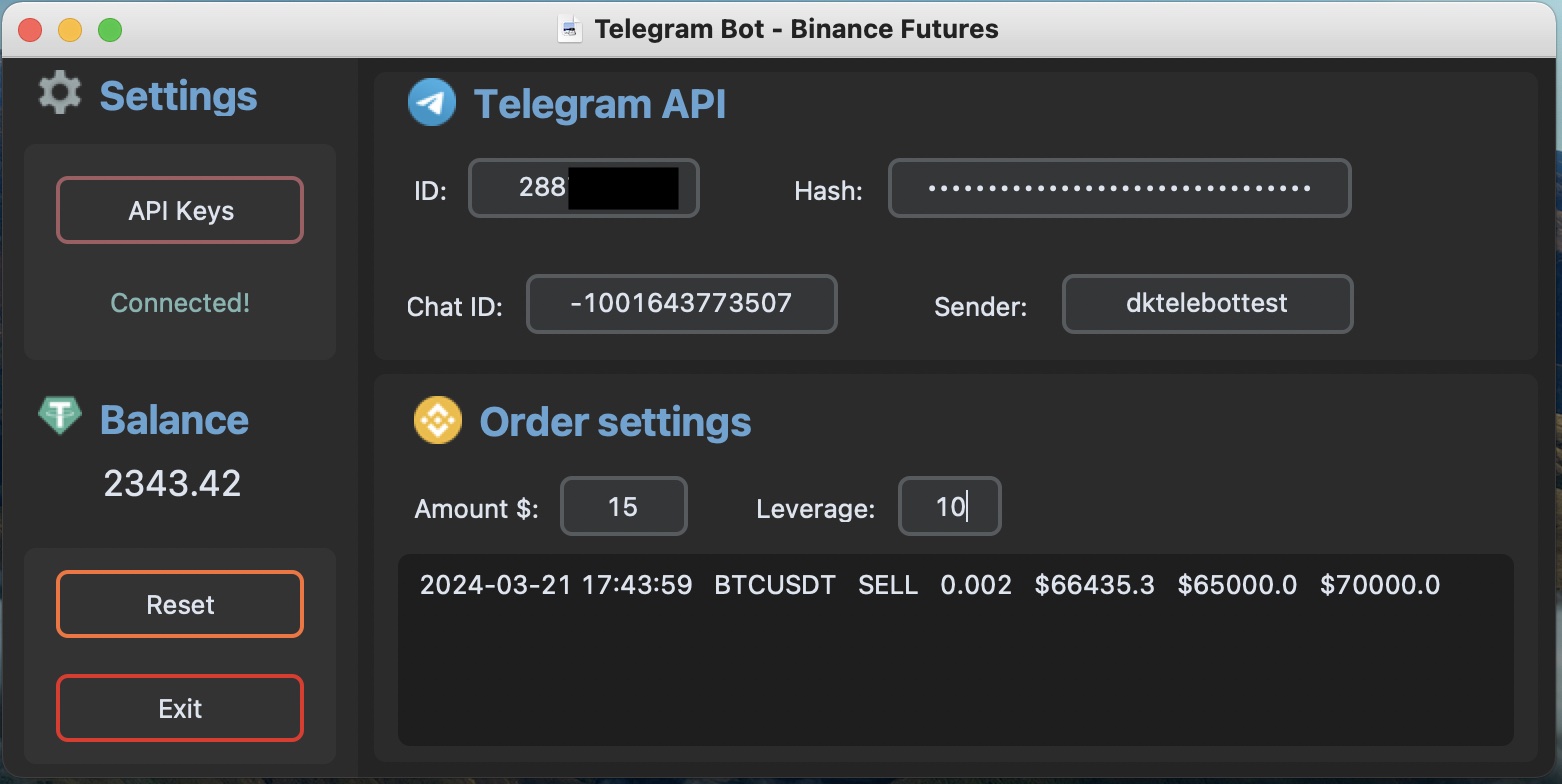 Telegram Bot - Binance Futures
Settings
API Keys
Connected!
Balance
2343.42
Reset
Exit
Telegram API
ID: 288
Hash: ••••••••••••••••••••••••••••••••
Chat ID: -1001643773507
Sender: dktelebottest
Order settings
Amount $: 15
Leverage: 10
2024-03-21 17:43:59 BTCUSDT SELL 0.002 $66435.3 $65000.0 $70000.0